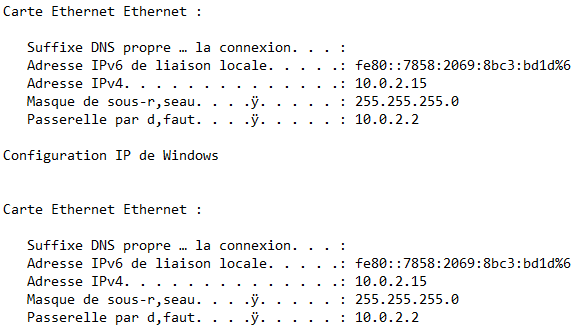 Carte Ethernet Ethernet :
Suffixe DNS propre … la connexion. . . :
Adresse IPv6 de liaison locale. . . . .: fe80::7858:2069:8bc3:bd1d%6
Adresse IPv4. . . . . . . . . . . . . .: 10.0.2.15
Masque de sous-r‚seau. . . .ÿ. . . . . : 255.255.255.0
Passerelle par d‚faut. . . .ÿ. . . . . : 10.0.2.2
Configuration IP de Windows
Carte Ethernet Ethernet :
Suffixe DNS propre … la connexion. . . :
Adresse IPv6 de liaison locale. . . . .: fe80::7858:2069:8bc3:bd1d%6
Adresse IPv4. . . . . . . . . . . . . .: 10.0.2.15
Masque de sous-r‚seau. . . .ÿ. . . . . : 255.255.255.0
Passerelle par d‚faut. . . .ÿ. . . . . : 10.0.2.2